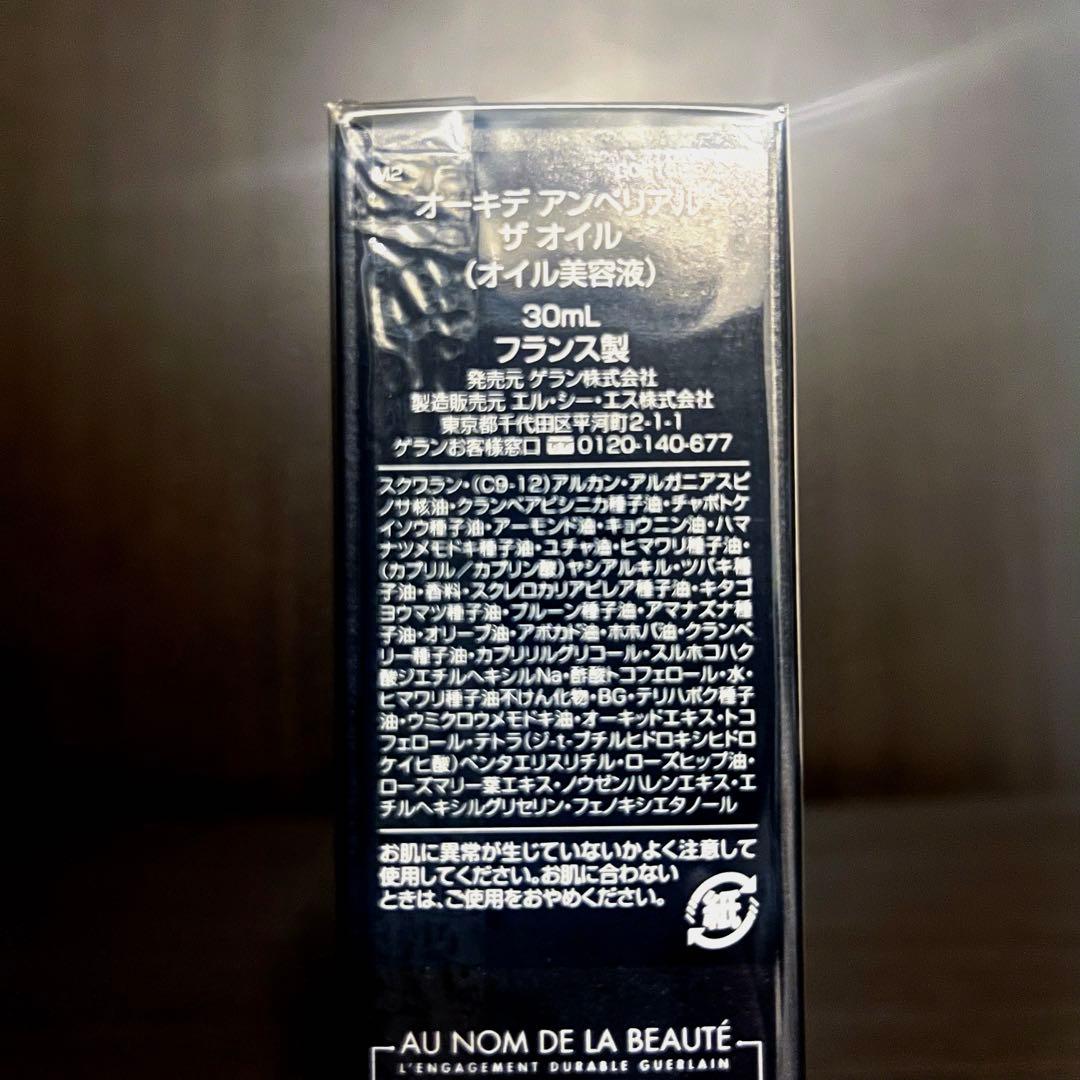 M2
オーキデ アンペリアル
ザ オイル
(オイル美容液)
30mL
フランス製
発売元 ゲラン株式会社
製造販売元 エル・シー・エス株式会社
東京都千代田区平河町2-1-1
ゲランお客様窓口 0120-140-677
スクワラン・(C9-12)アルカン・アルガニアスピ
ノサ核油・クランベアビシニカ種子油・チャボトケ
イソウ種子油・アーモンド油・キョウニン油・ハマ
ナツメモドキ種子油・ユチャ油・ヒマワリ種子油・
(カプリル/カプリン酸)ヤシアルキル・ツバキ種
子油・香料・スクレロカリアビレア種子油・キタゴ
ヨウマツ種子油・プルーン種子油・アマナズナ種
子油・オリーブ油・アボカド油・ホホバ油・クランベ
リー種子油・カプリリルグリコール・スルホコハク
酸ジエチルヘキシルNa・酢酸トコフェロール・水・
ヒマワリ種子油不けん化物・BG・テリハボク種子
油・ウミクロウメモドキ油・オーキッドエキス・トコ
フェロール・テトラ(ジ-t-ブチルヒドロキシヒドロ
ケイヒ酸)ペンタエリスリチル・ローズヒップ油・
ローズマリー葉エキス・ノウゼンハレンエキス・エ
チルヘキシルグリセリン・フェノキシエタノール
お肌に異常が生じていないかよく注意して
使用してください。お肌に合わない
ときは、ご使用をおやめください。
紙
AU NOM DE LA BEAUTÉ
L'ENGAGEMENT DURABLE GUERLAIN